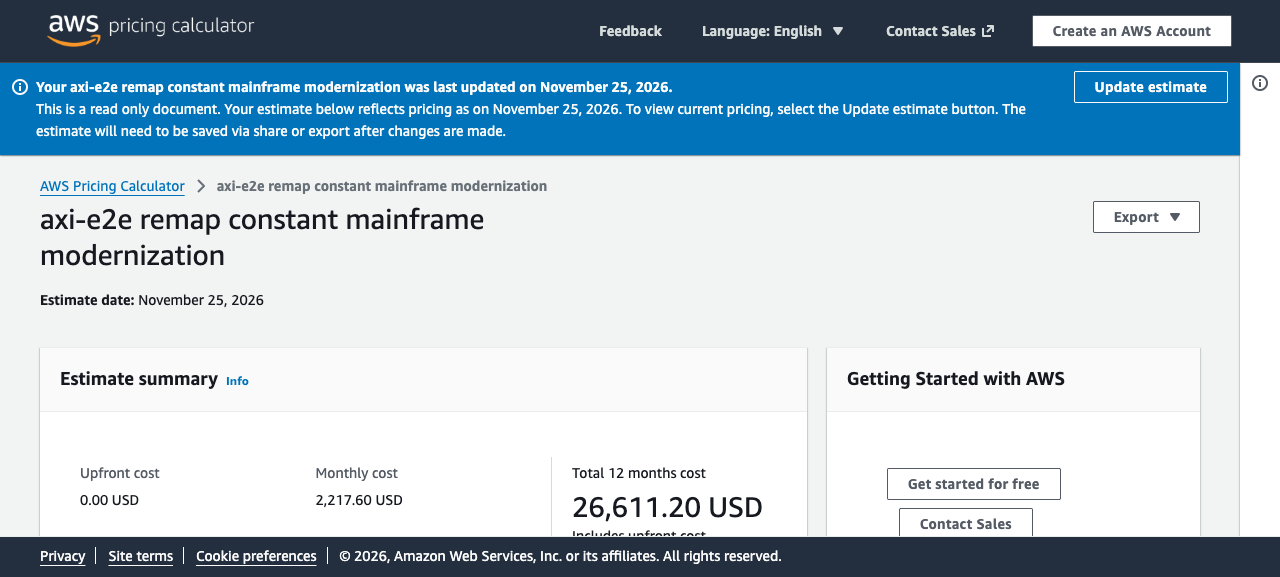 aws pricing calculator
Feedback
Language: English
Contact Sales
Create an AWS Account
Your axi-e2e remap constant mainframe modernization was last updated on November 25, 2026.
This is a read only document. Your estimate below reflects pricing as on November 25, 2026. To view current pricing, select the Update estimate button. The
estimate will need to be saved via share or export after changes are made.
Update estimate
AWS Pricing Calculator
axi-e2e remap constant mainframe modernization
axi-e2e remap constant mainframe
modernization
Export
Estimate date: November 25, 2026
Estimate summary Info
Upfront cost
0.00 USD
Monthly cost
2,217.60 USD
Total 12 months cost
26,611.20 USD
Includes upfront cost
Getting Started with AWS
Get started for free
Contact Sales
Privacy
Site terms
Cookie preferences
© 2026, Amazon Web Services, Inc. or its affiliates. All rights reserved.